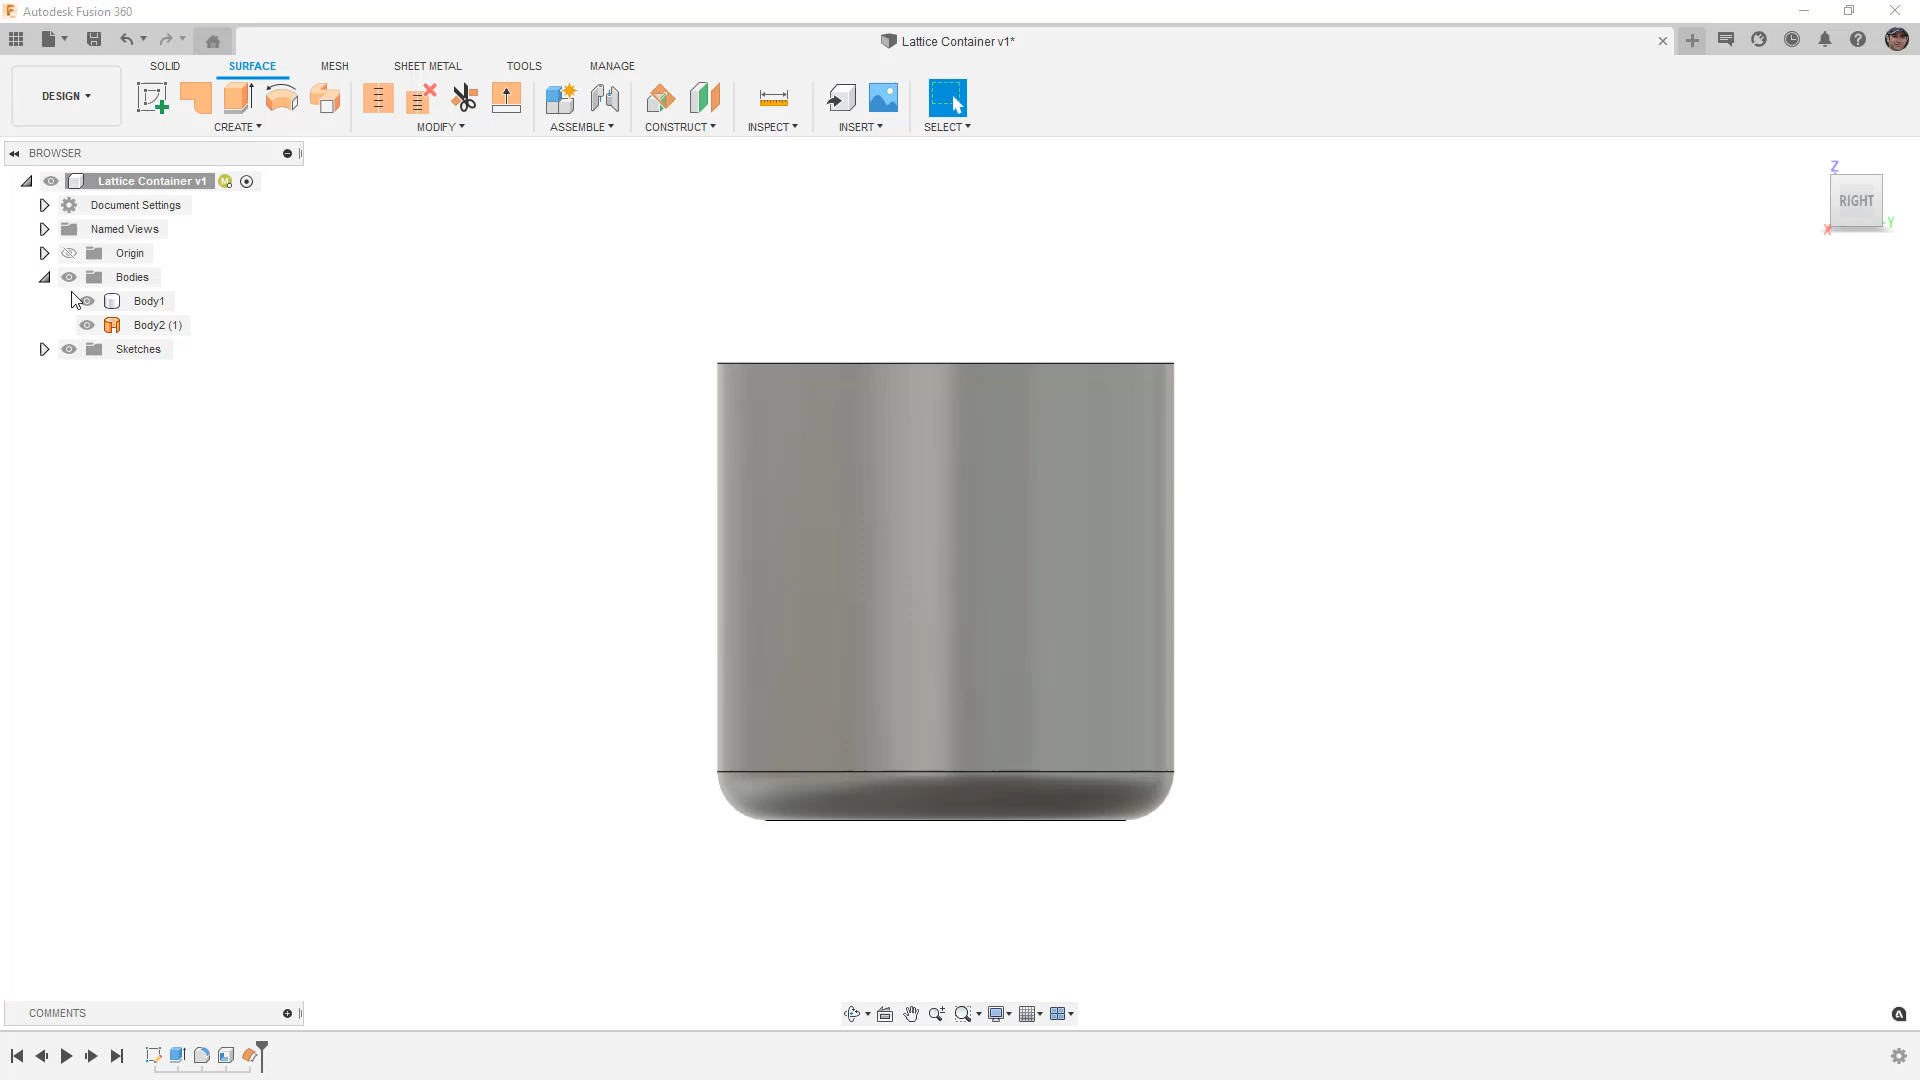 Autodesk Fusion 360
Lattice Container v1*
DESIGN
SOLID
SURFACE
MESH
SHEET METAL
TOOLS
MANAGE
CREATE
MODIFY
ASSEMBLE
CONSTRUCT
INSPECT
INSERT
SELECT
BROWSER
Lattice Container v1
Document Settings
Named Views
Origin
Bodies
Body1
Body2 (1)
Sketches
Z
RIGHT
X
Y
COMMENTS